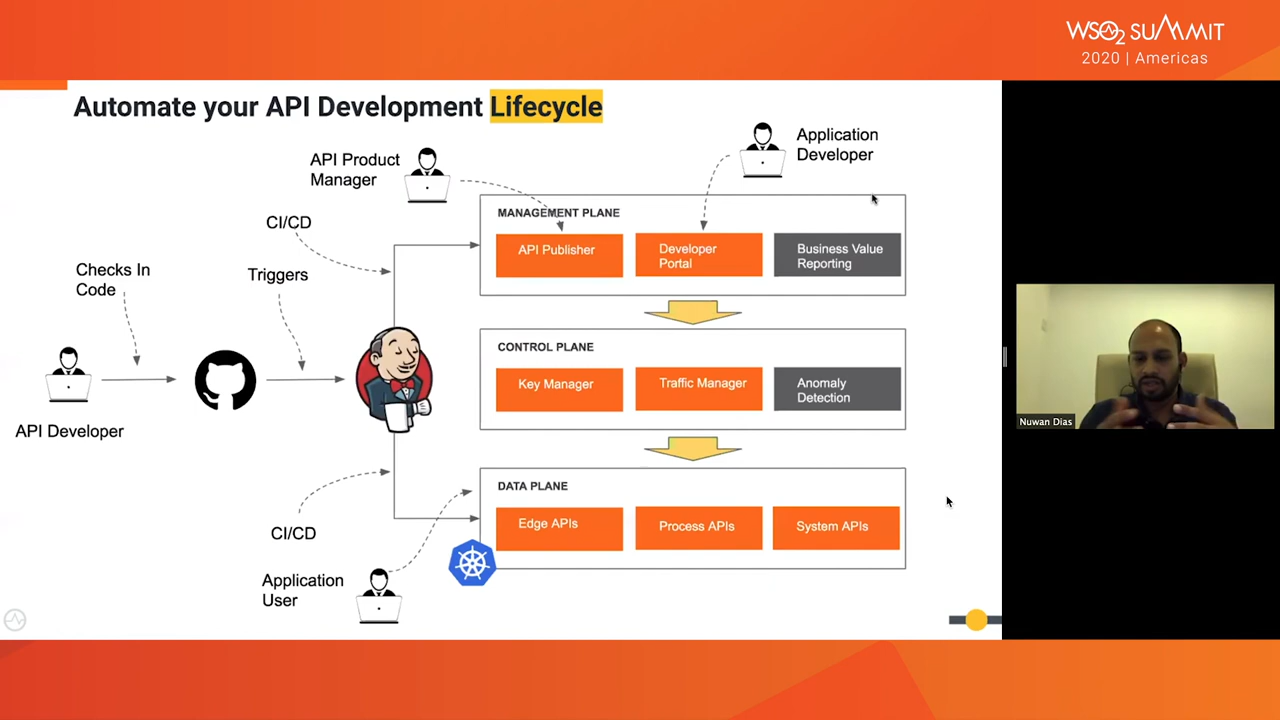 WSO2 SUMMIT
2020 | Americas
Automate your API Development Lifecycle
API Product
Manager
Application
Developer
CI/CD
MANAGEMENT PLANE
API Publisher
Developer
Portal
Business Value
Reporting
Checks In
Code
Triggers
CONTROL PLANE
Key Manager
Traffic Manager
Anomaly
Detection
API Developer
Nuwan Dias
DATA PLANE
Edge APIs
Process APIs
System APIs
CI/CD
Application
User